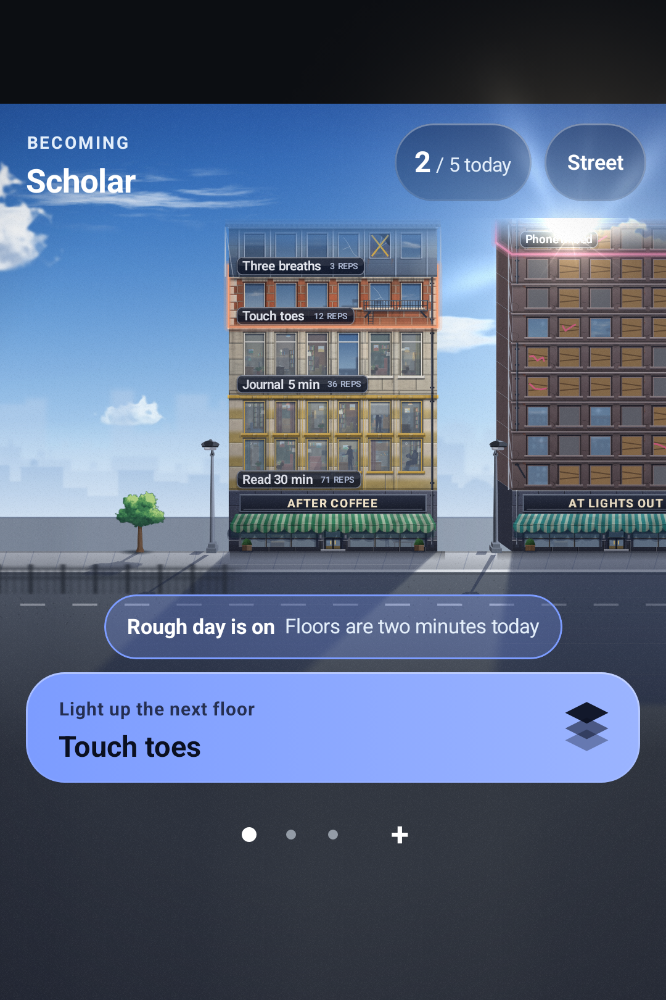 BECOMING
Scholar
2 / 5 today
Street
Three breaths 3 REPS
Touch toes 12 REPS
Journal 5 min 36 REPS
Read 30 min 71 REPS
AFTER COFFEE
Phone
AT LIGHTS OUT
Rough day is on Floors are two minutes today
Light up the next floor
Touch toes
+